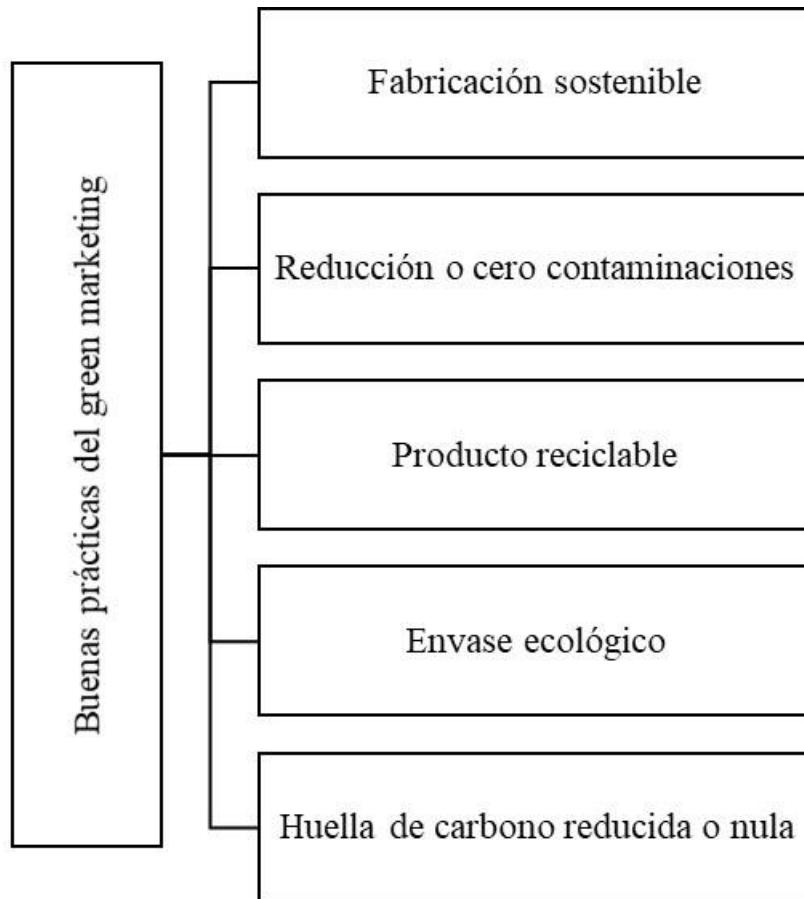 Buenas prácticas del green marketing
Fabricación sostenible
Reducción o cero contaminaciones
Producto reciclable
Envase ecológico
Huella de carbono reducida o nula